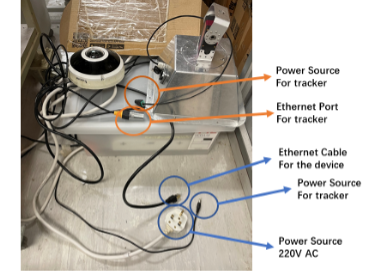 Power Source
For tracker
Ethernet Port
For tracker
Ethernet Cable
For the device
Power Source
For tracker
Power Source
220V AC